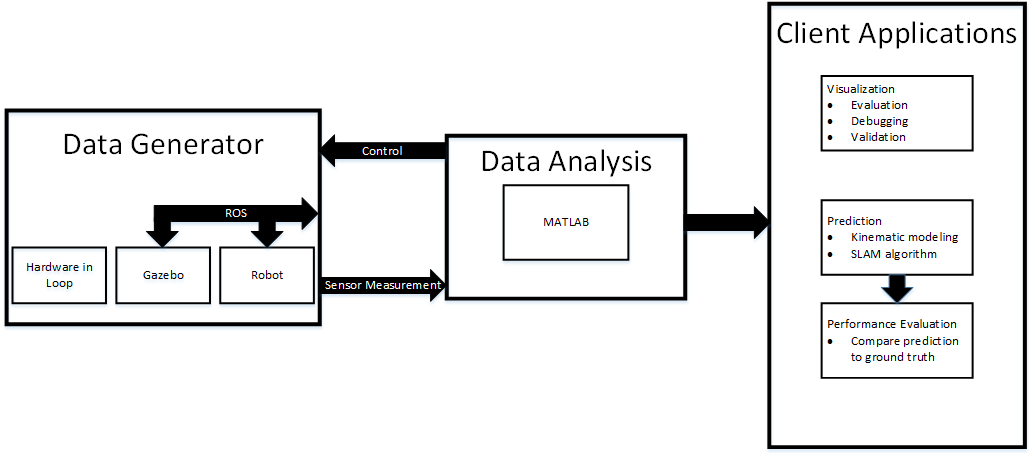 Data Generator
ROS
Hardware in
Loop
Gazebo
Robot
Control
Sensor Measurement
Data Analysis
MATLAB
Client Applications
Visualization
• Evaluation
• Debugging
• Validation
Prediction
• Kinematic modeling
• SLAM algorithm
Performance Evaluation
• Compare prediction
to ground truth